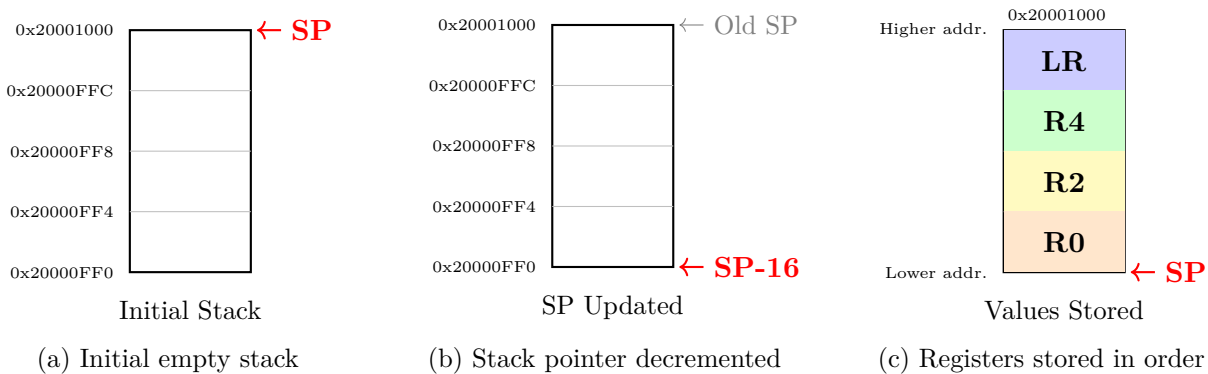 0x20001000
SP
0x20000FFC
0x20000FF8
0x20000FF4
0x20000FF0
Initial Stack
(a) Initial empty stack
0x20001000
Old SP
0x20000FFC
0x20000FF8
0x20000FF4
0x20000FF0
SP-16
SP Updated
(b) Stack pointer decremented
0x20001000
Higher addr.
LR
R4
R2
R0
Lower addr.
SP
Values Stored
(c) Registers stored in order